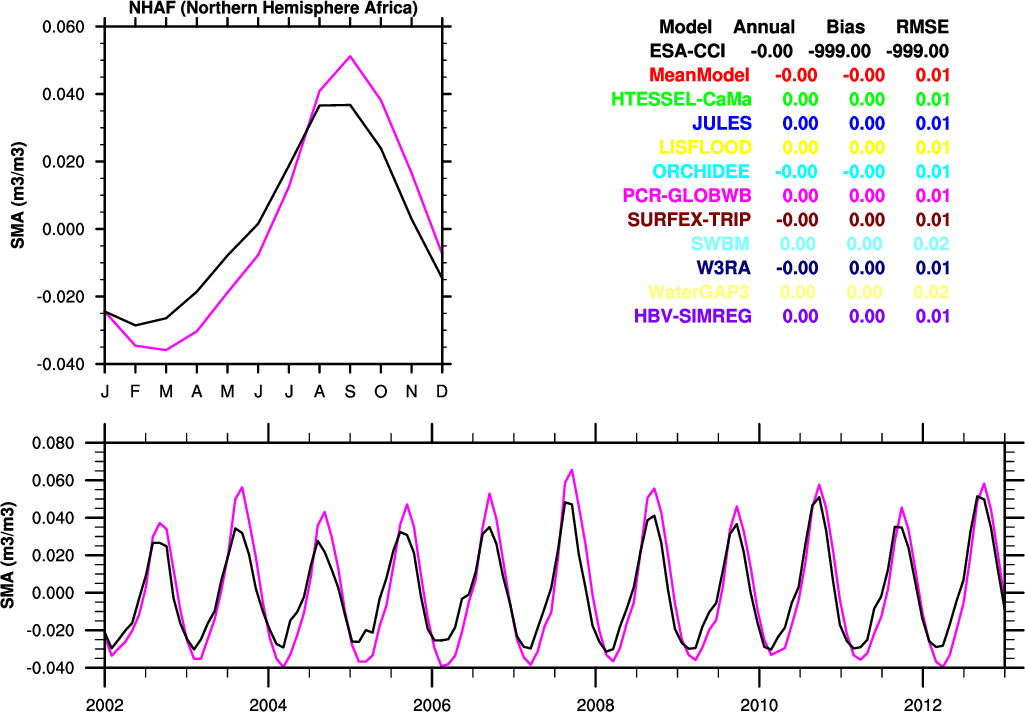 NHAF (Northern Hemisphere Africa)
0.060
0.040
0.020
0.000
-0.020
-0.040
SMA (m3/m3)
J F M A M J J A S O N D
Model Annual Bias RMSE
ESA-CCI -0.00 -999.00 -999.00
MeanModel -0.00 -0.00 0.01
HTESSEL-CaMa 0.00 0.00 0.01
JULES 0.00 0.00 0.01
LISFLOOD 0.00 0.00 0.01
ORCHIDEE -0.00 -0.00 0.01
PCR-GLOBWB 0.00 0.00 0.01
SURFEX-TRIP -0.00 0.00 0.01
SWBM 0.00 0.00 0.02
W3RA -0.00 0.00 0.01
WaterGAP3 0.00 0.00 0.02
HBV-SIMREG 0.00 0.00 0.01
0.080
0.060
0.040
0.020
0.000
-0.020
-0.040
SMA (m3/m3)
2002 2004 2006 2008 2010 2012